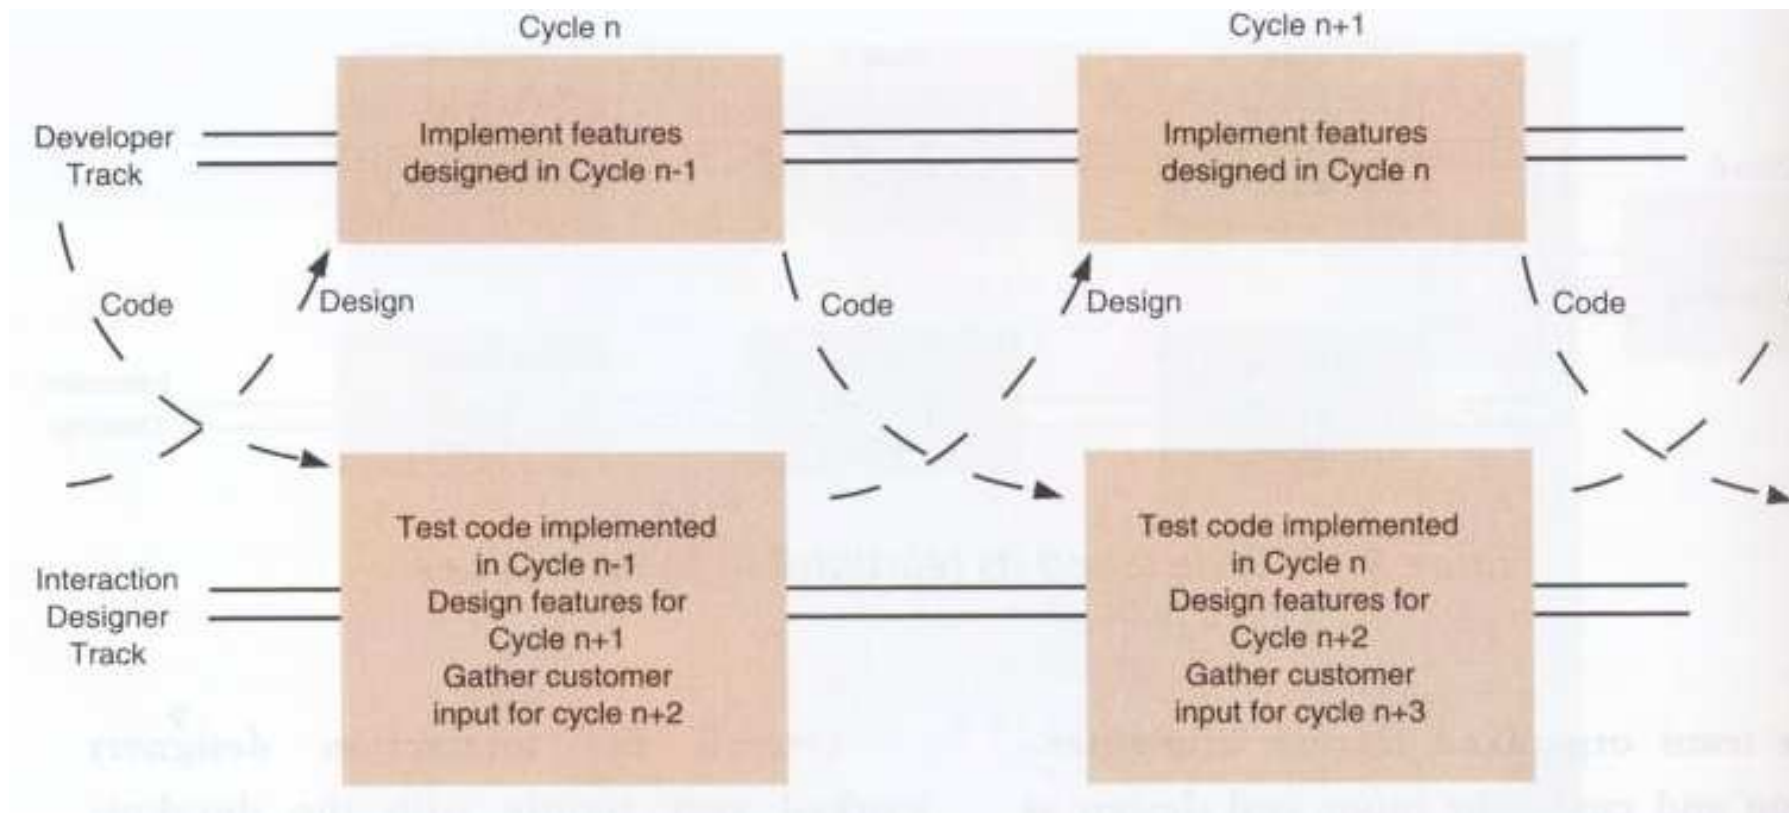 Cycle n
Cycle n+1
Developer
Track
Implement features
designed in Cycle n-1
Implement features
designed in Cycle n
Code
Design
Code
Design
Code
Interaction
Designer
Track
Test code implemented
in Cycle n-1
Design features for
Cycle n+1
Gather customer
input for cycle n+2
Test code implemented
in Cycle n
Design features for
Cycle n+2
Gather customer
input for cycle n+3